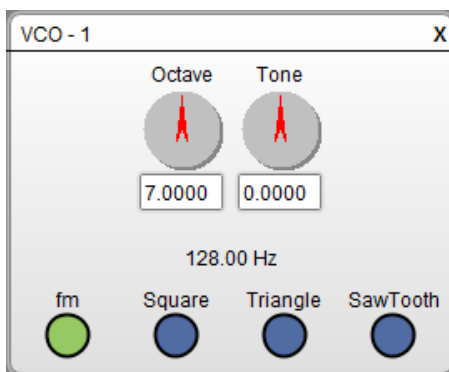 VCO - 1 X
Octave Tone
7.0000 0.0000
128.00 Hz
fm Square Triangle SawTooth